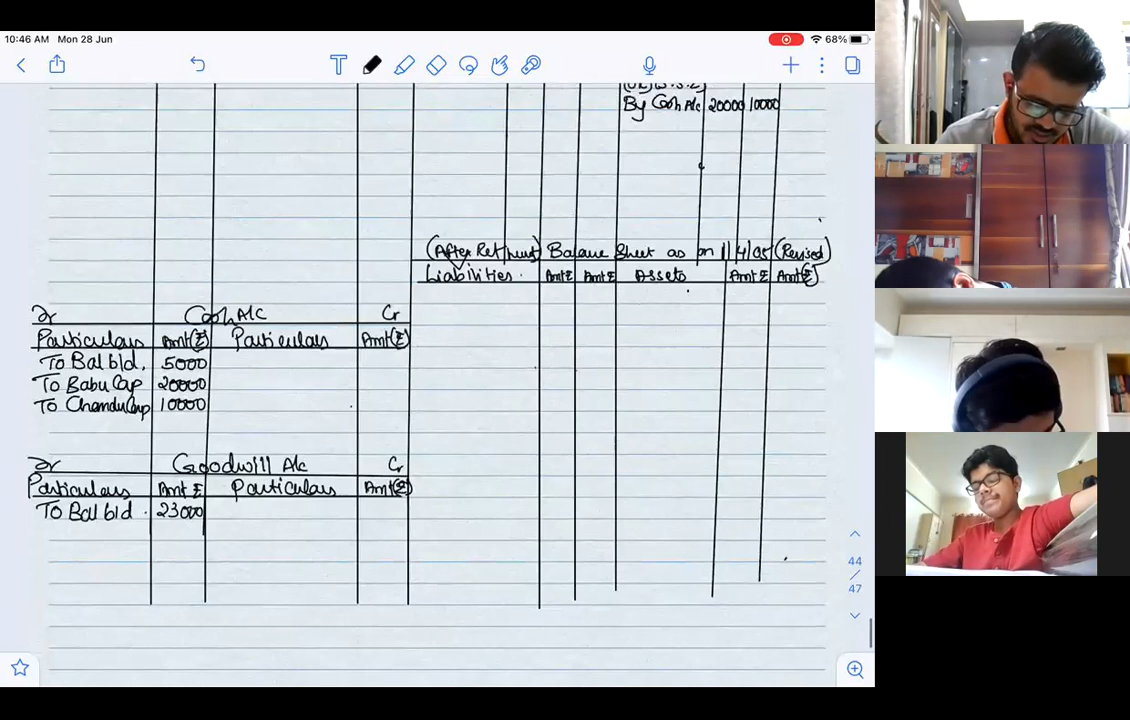 10:46 AM Mon 28 Jun
68%
T
By Cash A/c 20000 10000
(After Ret/ment) Balance Sheet as on 1/4/05 (Revised)
Liabilities. Amt ₹ Amt ₹ Assets Amt ₹ Amt(₹)
Dr Cash A/c Cr
Particulars Amt(₹) Particulars Amt(₹)
To Bal b/d. 5000
To Babu Cap 20000
To Chandu Cap 10000
Dr Goodwill A/c Cr
Particulars Amt ₹ Particulars Amt(₹)
To Bal b/d. 23000
44
/
47